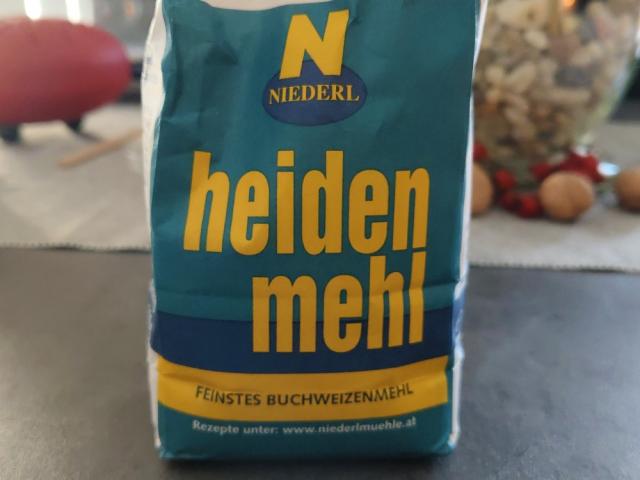 N
NIEDERL
heiden
mehl
FEINSTES BUCHWEIZENMEHL
Rezepte unter: www.niederlmuehle.at